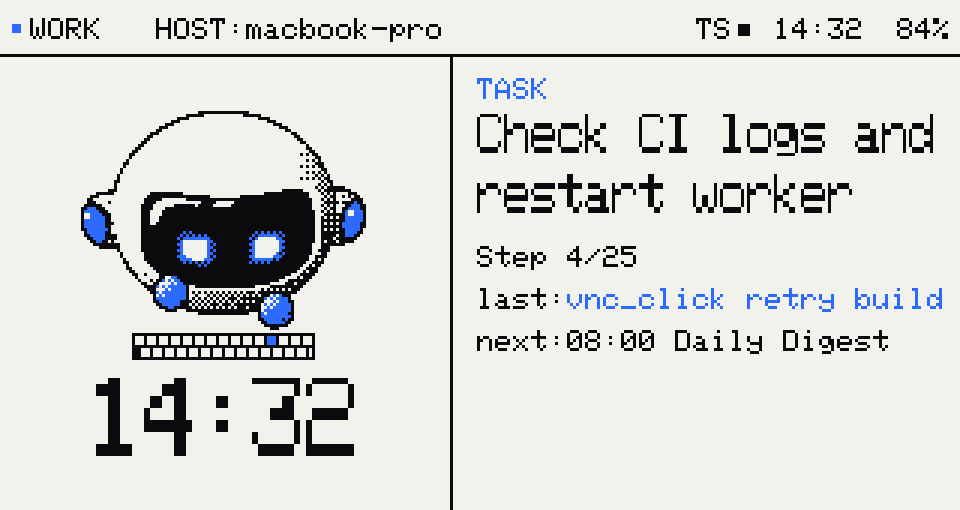 WORK HOST:macbook-pro TS 14:32 84%
TASK
Check CI logs and
restart worker
Step 4/25
last:vnc_click retry build
next:08:00 Daily Digest
14:32